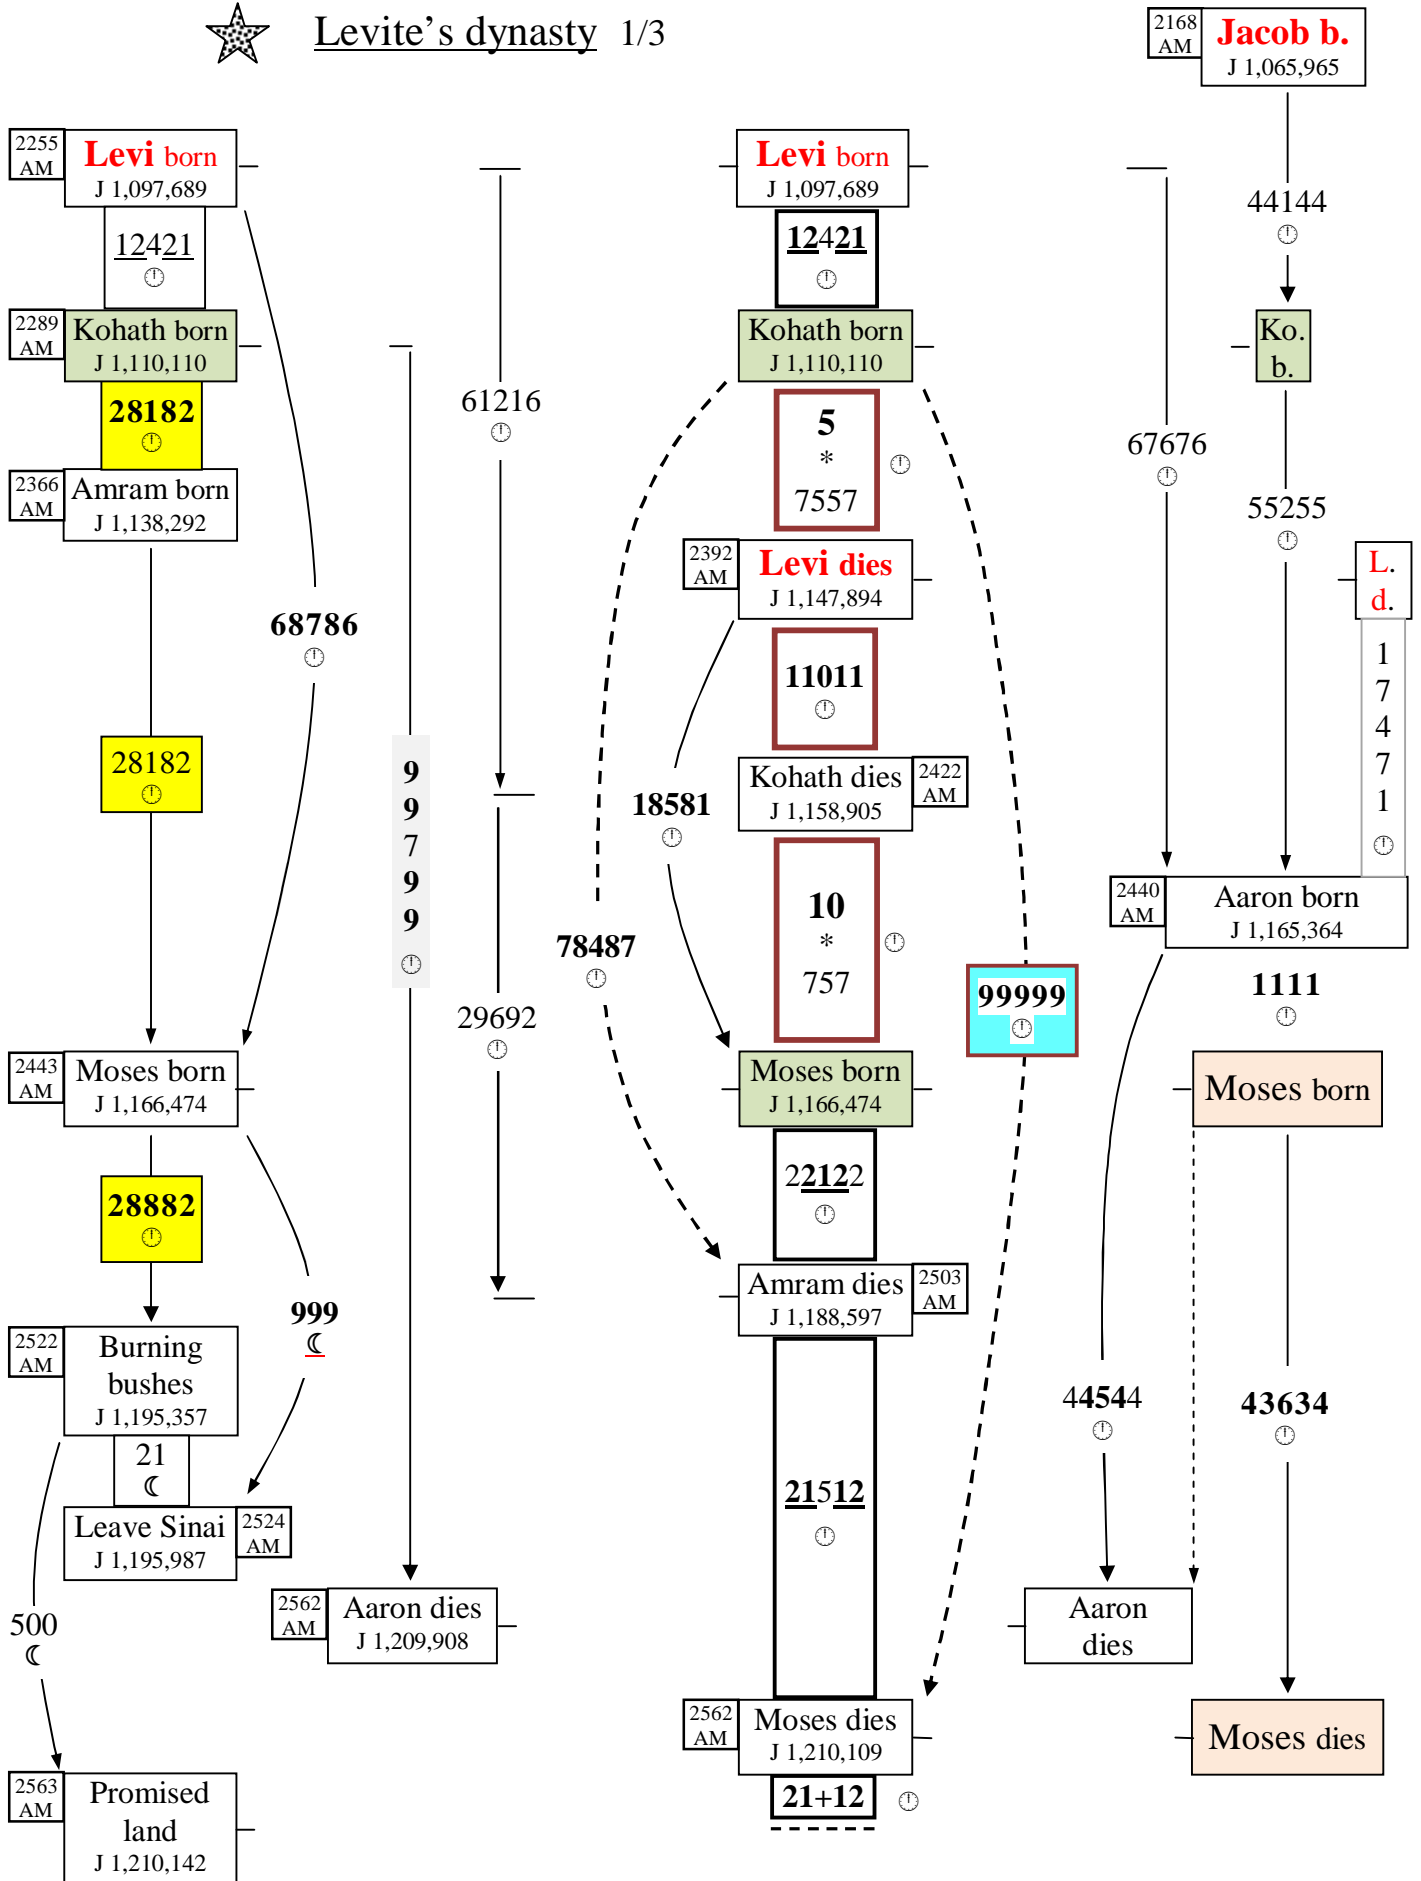 Levite's dynasty 1/3
2168
AM
Jacob b.
J 1,065,965
2255
AM
Levi born
J 1,097,689
12421
2289
AM
Kohath born
J 1,110,110
28182
2366
AM
Amram born
J 1,138,292
68786
28182
2443
AM
Moses born
J 1,166,474
28882
999
2522
AM
Burning
bushes
J 1,195,357
21
Leave Sinai
J 1,195,987
2524
AM
500
2563
AM
Promised
land
J 1,210,142
9
9
7
9
9
2562
AM
Aaron dies
J 1,209,908
61216
29692
Levi born
J 1,097,689
12421
Kohath born
J 1,110,110
5
*
7557
2392
AM
Levi dies
J 1,147,894
11011
18581
Kohath dies
J 1,158,905
2422
AM
10
*
757
78487
99999
Moses born
J 1,166,474
22122
Amram dies
J 1,188,597
2503
AM
21512
2562
AM
Moses dies
J 1,210,109
21+12
67676
44144
Ko.
b.
55255
L.
d.
1
7
4
7
1
2440
AM
Aaron born
J 1,165,364
1111
Moses born
44544
43634
Aaron
dies
Moses dies